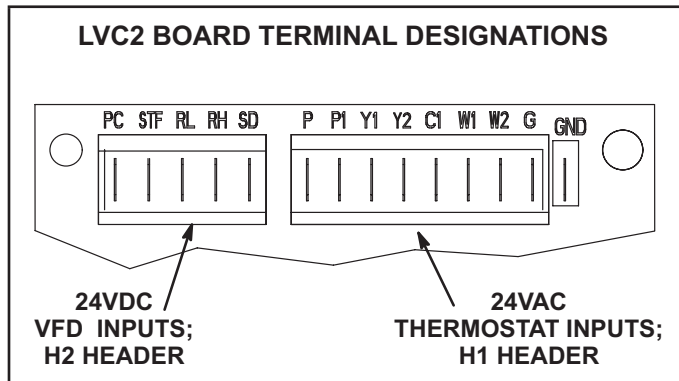 LVC2 BOARD TERMINAL DESIGNATIONS
PC STF RL RH SD P P1 Y1 Y2 C1 W1 W2 G GND
24VDC
VFD INPUTS;
H2 HEADER
24VAC
THERMOSTAT INPUTS;
H1 HEADER